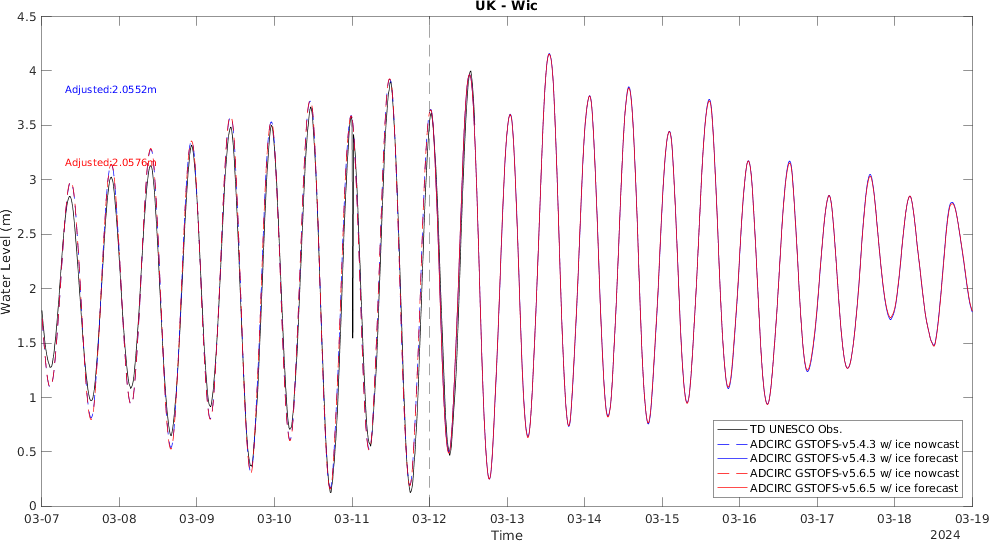 UK - Wic
4.5
4
3.5
3
2.5
2
1.5
1
0.5
0
Water Level (m)
Adjusted:2.0552m
Adjusted:2.0576m
TD UNESCO Obs.
ADCIRC GSTOFS-v5.4.3 w/ ice nowcast
ADCIRC GSTOFS-v5.4.3 w/ ice forecast
ADCIRC GSTOFS-v5.6.5 w/ ice nowcast
ADCIRC GSTOFS-v5.6.5 w/ ice forecast
03-07 03-08 03-09 03-10 03-11 03-12 03-13 03-14 03-15 03-16 03-17 03-18 03-19
Time
2024